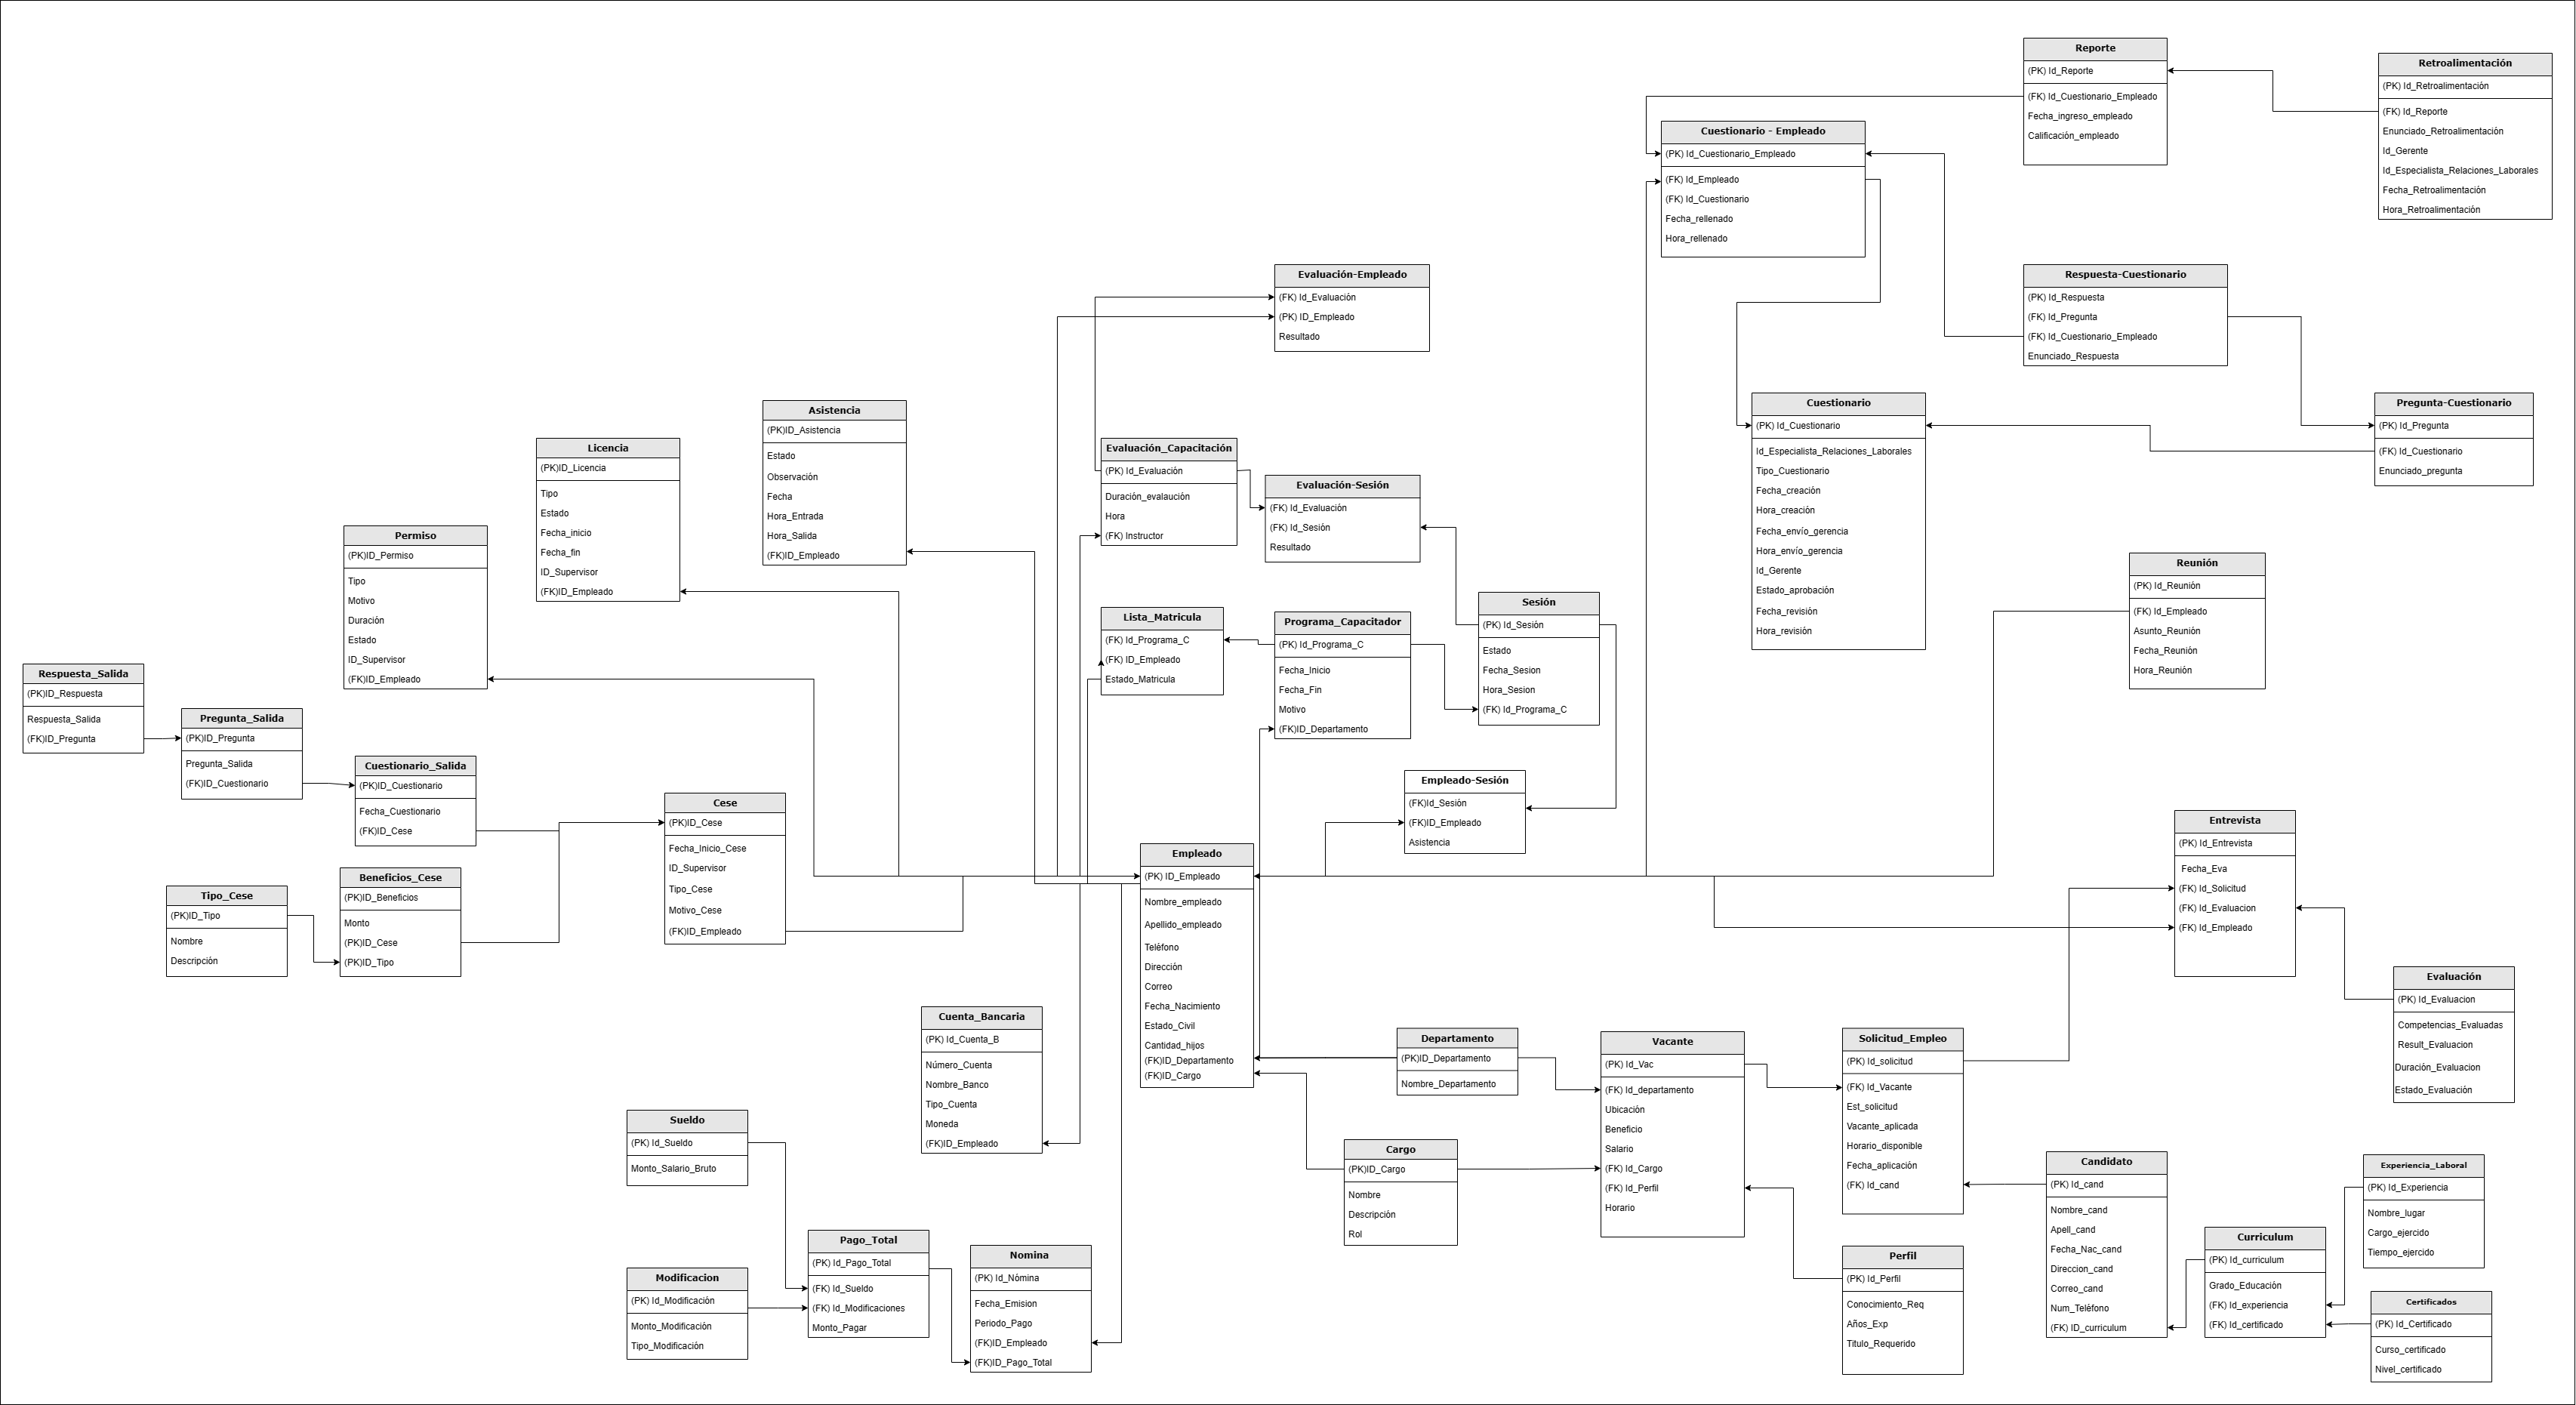 Reporte
(PK) Id_Reporte
(FK) Id_Cuestionario_Empleado
Fecha_ingreso_empleado
Calificación_empleado
Retroalimentación
(PK) Id_Retroalimentación
(FK) Id_Reporte
Enunciado_Retroalimentación
Id_Gerente
Id_Especialista_Relaciones_Laborales
Fecha_Retroalimentación
Hora_Retroalimentación
Cuestionario - Empleado
(PK) Id_Cuestionario_Empleado
(FK) Id_Empleado
(FK) Id_Cuestionario
Fecha_rellenado
Hora_rellenado
Evaluación-Empleado
(FK) Id_Evaluación
(PK) ID_Empleado
Resultado
Respuesta-Cuestionario
(PK) Id_Respuesta
(FK) Id_Pregunta
(FK) Id_Cuestionario_Empleado
Enunciado_Respuesta
Cuestionario
(PK) Id_Cuestionario
Id_Especialista_Relaciones_Laborales
Tipo_Cuestionario
Fecha_creación
Hora_creación
Fecha_envío_gerencia
Hora_envío_gerencia
Id_Gerente
Estado_aprobación
Fecha_revisión
Hora_revisión
Pregunta-Cuestionario
(PK) Id_Pregunta
(FK) Id_Cuestionario
Enunciado_pregunta
Asistencia
(PK)ID_Asistencia
Estado
Observación
Fecha
Hora_Entrada
Hora_Salida
(FK)ID_Empleado
Licencia
(PK)ID_Licencia
Tipo
Estado
Fecha_inicio
Fecha_fin
ID_Supervisor
(FK)ID_Empleado
Evaluación_Capacitación
(PK) Id_Evaluación
Duración_evalaución
Hora
(FK) Instructor
Evaluación-Sesión
(FK) Id_Evaluación
(FK) Id_Sesión
Resultado
Permiso
(PK)ID_Permiso
Tipo
Motivo
Duración
Estado
ID_Supervisor
(FK)ID_Empleado
Reunión
(PK) Id_Reunión
(FK) Id_Empleado
Asunto_Reunión
Fecha_Reunión
Hora_Reunión
Sesión
(PK) Id_Sesión
Estado
Fecha_Sesion
Hora_Sesion
(FK) Id_Programa_C
Lista_Matricula
(FK) Id_Programa_C
(FK) ID_Empleado
Estado_Matricula
Programa_Capacitador
(PK) Id_Programa_C
Fecha_Inicio
Fecha_Fin
Motivo
(FK)ID_Departamento
Respuesta_Salida
(PK)ID_Respuesta
Respuesta_Salida
(FK)ID_Pregunta
Pregunta_Salida
(PK)ID_Pregunta
Pregunta_Salida
(FK)ID_Cuestionario
Cuestionario_Salida
(PK)ID_Cuestionario
Fecha_Cuestionario
(FK)ID_Cese
Empleado-Sesión
(FK)Id_Sesión
(FK)ID_Empleado
Asistencia
Cese
(PK)ID_Cese
Fecha_Inicio_Cese
ID_Supervisor
Tipo_Cese
Motivo_Cese
(FK)ID_Empleado
Entrevista
(PK) Id_Entrevista
Fecha_Eva
(FK) Id_Solicitud
(FK) Id_Evaluacion
(FK) Id_Empleado
Empleado
(PK) ID_Empleado
Nombre_empleado
Apellido_empleado
Teléfono
Dirección
Correo
Fecha_Nacimiento
Estado_Civil
Cantidad_hijos
(FK)ID_Departamento
(FK)ID_Cargo
Beneficios_Cese
(PK)ID_Beneficios
Monto
(PK)ID_Cese
(PK)ID_Tipo
Tipo_Cese
(PK)ID_Tipo
Nombre
Descripción
Evaluación
(PK) Id_Evaluacion
Competencias_Evaluadas
Result_Evaluacion
Duración_Evaluacion
Estado_Evaluación
Cuenta_Bancaria
(PK) Id_Cuenta_B
Número_Cuenta
Nombre_Banco
Tipo_Cuenta
Moneda
(FK)ID_Empleado
Departamento
(PK)ID_Departamento
Nombre_Departamento
Vacante
(PK) Id_Vac
(FK) Id_departamento
Ubicación
Beneficio
Salario
(FK) Id_Cargo
(FK) Id_Perfil
Horario
Solicitud_Empleo
(PK) Id_solicitud
(FK) Id_Vacante
Est_solicitud
Vacante_aplicada
Horario_disponible
Fecha_aplicación
(FK) Id_cand
Sueldo
(PK) Id_Sueldo
Monto_Salario_Bruto
Cargo
(PK)ID_Cargo
Nombre
Descripción
Rol
Candidato
(PK) Id_cand
Nombre_cand
Apell_cand
Fecha_Nac_cand
Direccion_cand
Correo_cand
Num_Teléfono
(FK) ID_curriculum
Experiencia_Laboral
(PK) Id_Experiencia
Nombre_lugar
Cargo_ejercido
Tiempo_ejercido
Curriculum
(PK) Id_curriculum
Grado_Educación
(FK) Id_experiencia
(FK) Id_certificado
Pago_Total
(PK) Id_Pago_Total
(FK) Id_Sueldo
(FK) Id_Modificaciones
Monto_Pagar
Nomina
(PK) Id_Nómina
Fecha_Emision
Periodo_Pago
(FK)ID_Empleado
(FK)ID_Pago_Total
Perfil
(PK) Id_Perfil
Conocimiento_Req
Años_Exp
Titulo_Requerido
Modificacion
(PK) Id_Modificación
Monto_Modificación
Tipo_Modificación
Certificados
(PK) Id_Certificado
Curso_certificado
Nivel_certificado